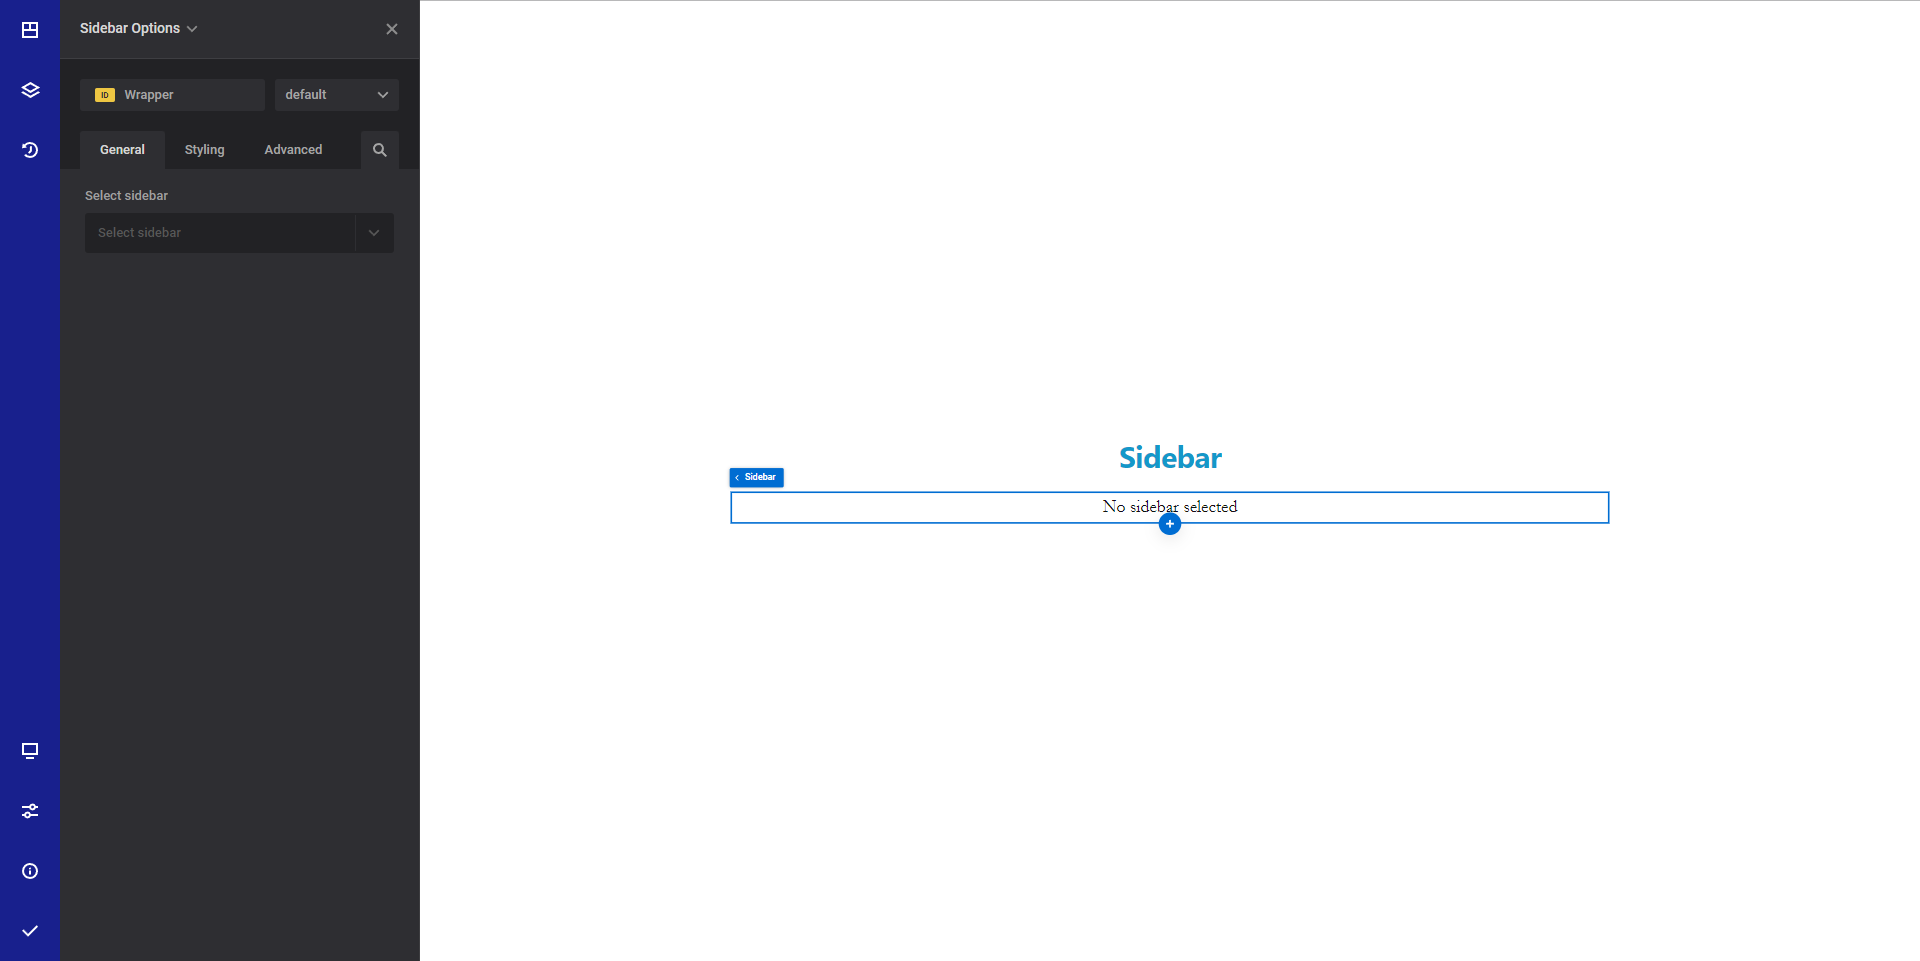 Sidebar Options
ID Wrapper
default
General Styling Advanced
Select sidebar
Select sidebar
Sidebar
Sidebar
No sidebar selected